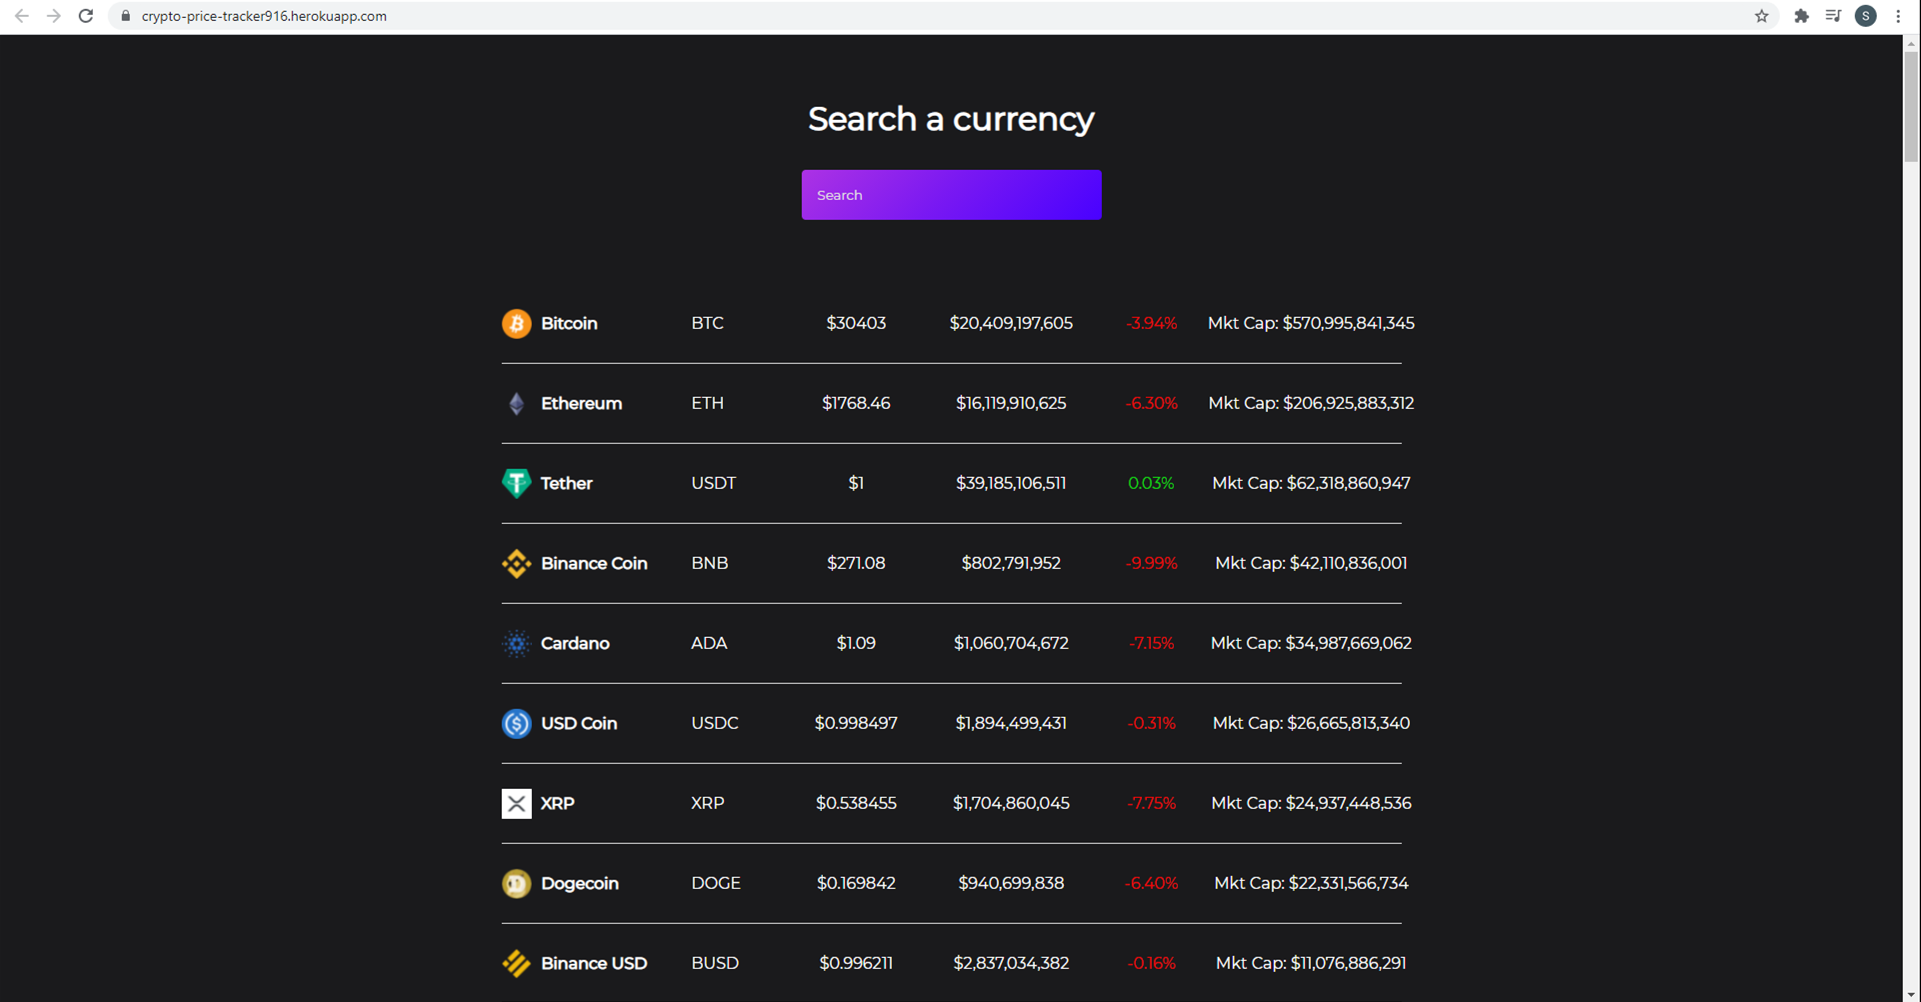 crypto-price-tracker916.herokuapp.com
S
Search a currency
Search
Bitcoin BTC $30403 $20,409,197,605 -3.94% Mkt Cap: $570,995,841,345
Ethereum ETH $1768.46 $16,119,910,625 -6.30% Mkt Cap: $206,925,883,312
Tether USDT $1 $39,185,106,511 0.03% Mkt Cap: $62,318,860,947
Binance Coin BNB $271.08 $802,791,952 -9.99% Mkt Cap: $42,110,836,001
Cardano ADA $1.09 $1,060,704,672 -7.15% Mkt Cap: $34,987,669,062
USD Coin USDC $0.998497 $1,894,499,431 -0.31% Mkt Cap: $26,665,813,340
XRP XRP $0.538455 $1,704,860,045 -7.75% Mkt Cap: $24,937,448,536
Dogecoin DOGE $0.169842 $940,699,838 -6.40% Mkt Cap: $22,331,566,734
Binance USD BUSD $0.996211 $2,837,034,382 -0.16% Mkt Cap: $11,076,886,291